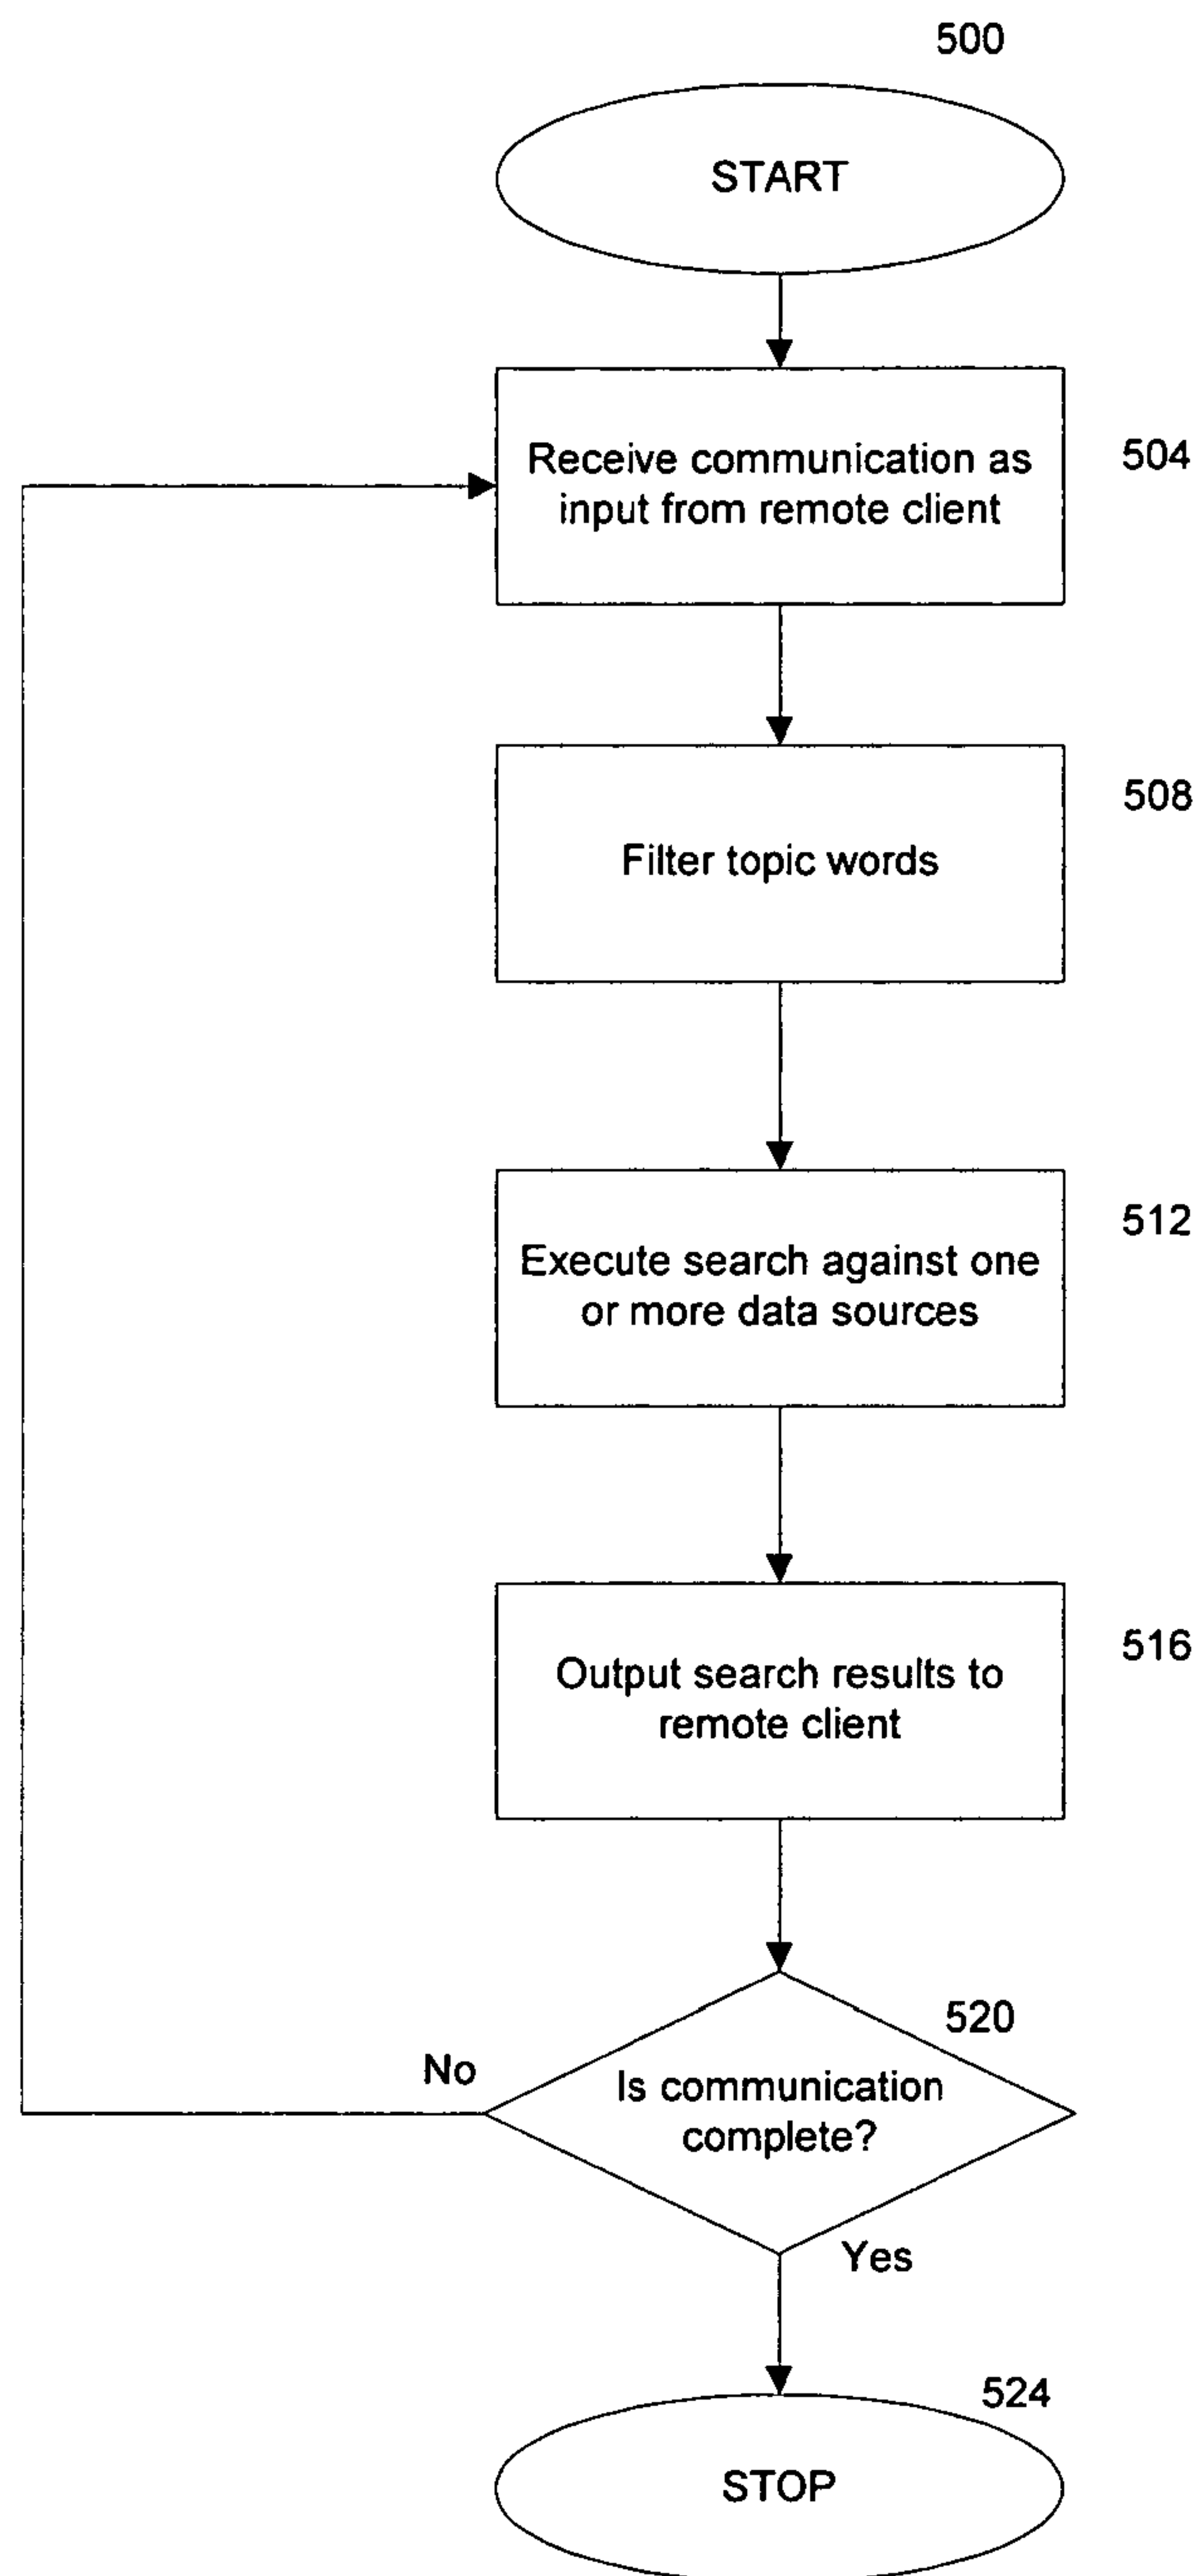 500
START
Receive communication as
input from remote client
504
Filter topic words
508
Execute search against one
or more data sources
512
Output search results to
remote client
516
520
Is communication
complete?
No
Yes
524
STOP